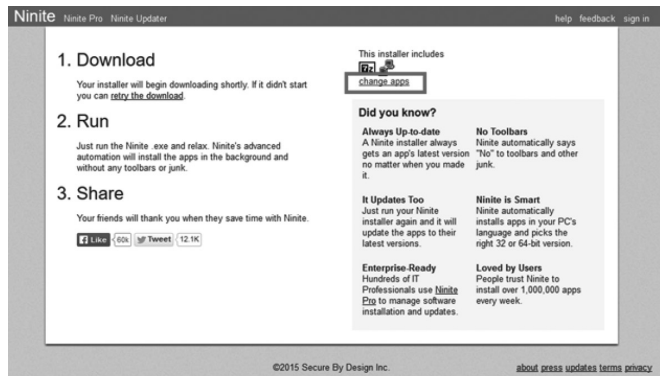 Ninite Ninite Pro Ninite Updater
help feedback sign in
1. Download
Your installer will begin downloading shortly. If it didn't start
you can retry the download.
2. Run
Just run the Ninite .exe and relax. Ninite's advanced
automation will install the apps in the background and
without any toolbars or junk.
3. Share
Your friends will thank you when they save time with Ninite.
Like 60k Tweet 12.1K
This installer includes
7z
change apps
Did you know?
Always Up-to-date
A Ninite installer always
gets an app's latest version
no matter when you made
it.
No Toolbars
Ninite automatically says
"No" to toolbars and other
junk.
It Updates Too
Just run your Ninite
installer again and it will
update the apps to their
latest versions.
Ninite is Smart
Ninite automatically
installs apps in your PC's
language and picks the
right 32 or 64-bit version.
Enterprise-Ready
Hundreds of IT
Professionals use Ninite
Pro to manage software
installation and updates.
Loved by Users
People trust Ninite to
install over 1,000,000 apps
every week.
©2015 Secure By Design Inc.
about press updates terms privacy